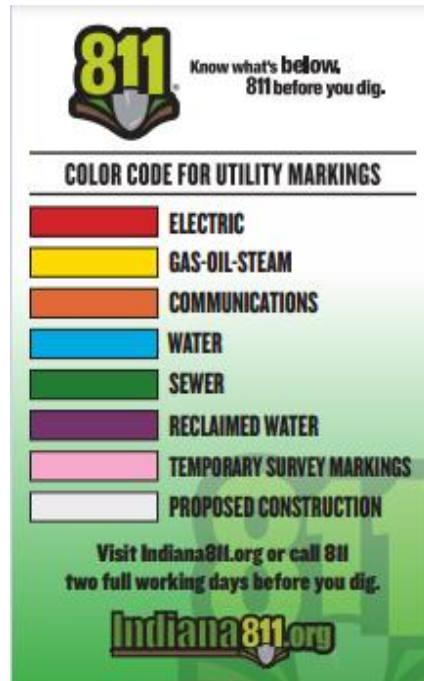 811
Know what's below.
811 before you dig.
COLOR CODE FOR UTILITY MARKINGS
ELECTRIC
GAS-OIL-STEAM
COMMUNICATIONS
WATER
SEWER
RECLAIMED WATER
TEMPORARY SURVEY MARKINGS
PROPOSED CONSTRUCTION
Visit Indiana811.org or call 811
two full working days before you dig.
Indiana811.org
811